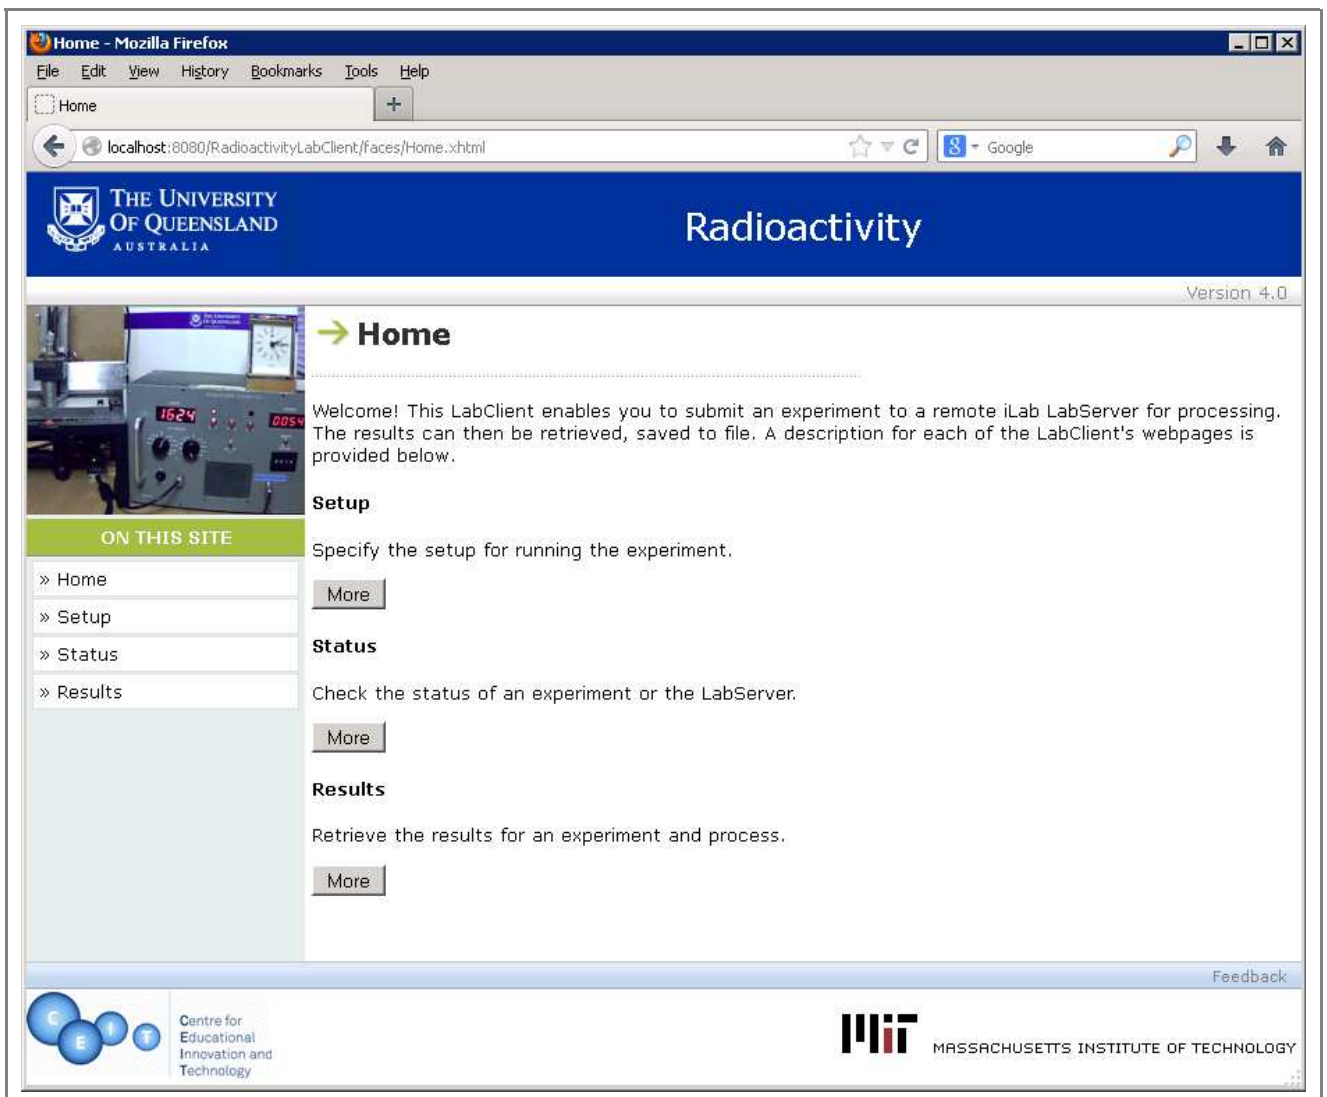 Home - Mozilla Firefox
File Edit View History Bookmarks Tools Help
Home
localhost:8080/RadioactivityLabClient/faces/Home.xhtml
8 Google
THE UNIVERSITY
OF QUEENSLAND
AUSTRALIA
Radioactivity
Version 4.0
1624
0054
Home
Welcome! This LabClient enables you to submit an experiment to a remote iLab LabServer for processing.
The results can then be retrieved, saved to file. A description for each of the LabClient's webpages is
provided below.
Setup
Specify the setup for running the experiment.
More
Status
Check the status of an experiment or the LabServer.
More
Results
Retrieve the results for an experiment and process.
More
ON THIS SITE
» Home
» Setup
» Status
» Results
Feedback
CEIT
Centre for
Educational
Innovation and
Technology
MIT
MASSACHUSETTS INSTITUTE OF TECHNOLOGY